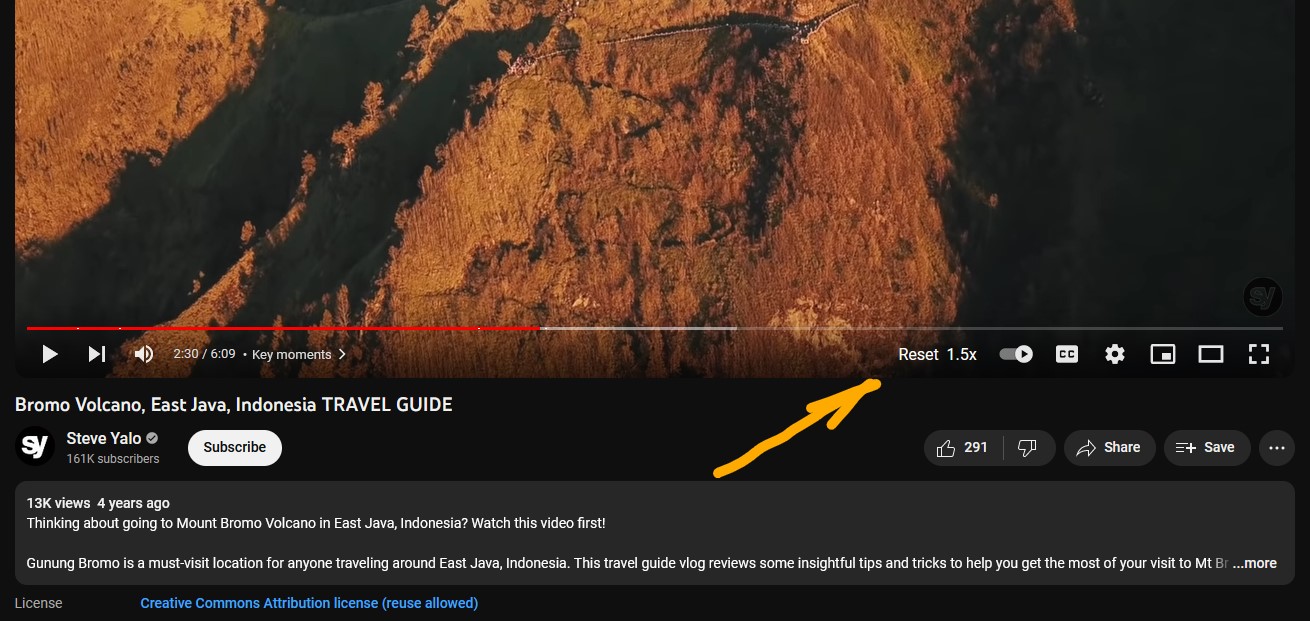 sy
2:30 / 6:09 • Key moments
Reset 1.5x
CC
Bromo Volcano, East Java, Indonesia TRAVEL GUIDE
sy
Steve Yalo
161K subscribers
Subscribe
291
Share
Save
13K views 4 years ago
Thinking about going to Mount Bromo Volcano in East Java, Indonesia? Watch this video first!
Gunung Bromo is a must-visit location for anyone traveling around East Java, Indonesia. This travel guide vlog reviews some insightful tips and tricks to help you get the most of your visit to Mt Br ...more
License Creative Commons Attribution license (reuse allowed)